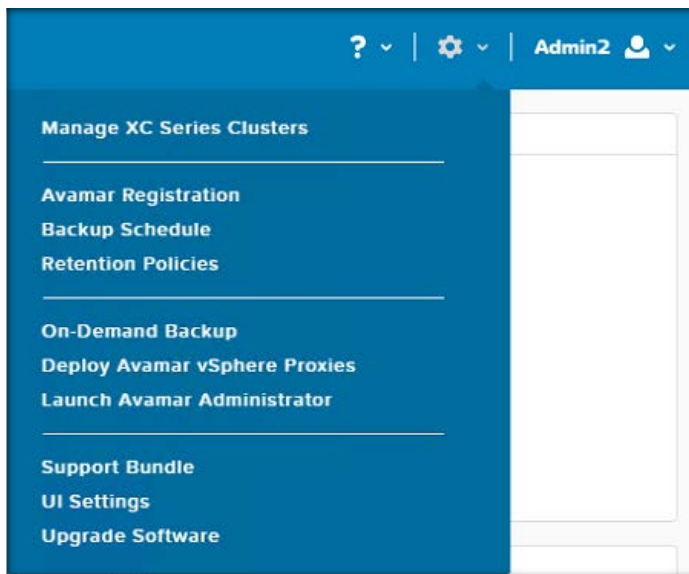 ? Admin2
Manage XC Series Clusters
Avamar Registration
Backup Schedule
Retention Policies
On-Demand Backup
Deploy Avamar vSphere Proxies
Launch Avamar Administrator
Support Bundle
UI Settings
Upgrade Software